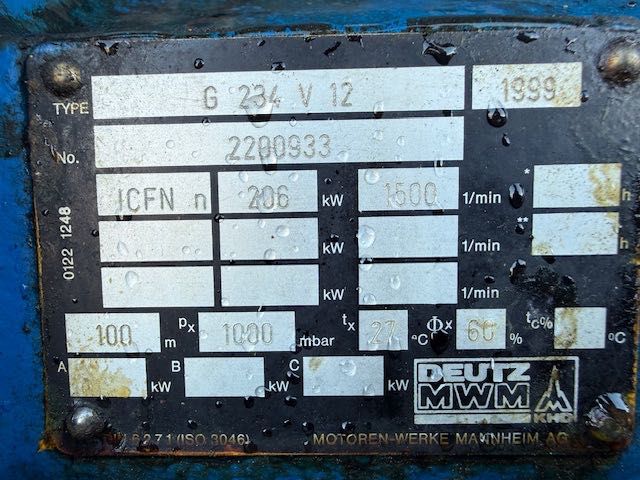 TYPE G 234 V 12 1999
No. 2200933
ICFN n 206 kW 1500 1/min * h
kW 1/min ** h
kW 1/min
0122 1248
100 m px 1000 mbar tx 27 °C Φx 60 % tc% °C
A kW B kW C kW
DEUTZ
MWM
KHD
6271 (ISO 3046) MOTOREN-WERKE MANNHEIM AG